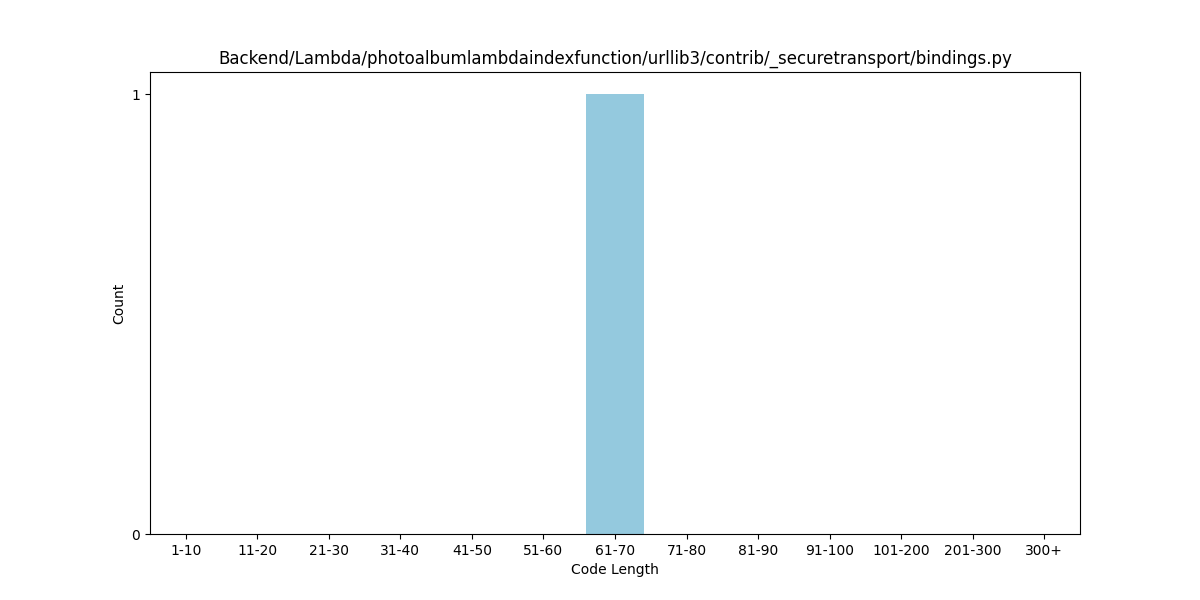 Backend/Lambda/photoalbumlambdaindexfunction/urllib3/contrib/_securetransport/bindings.py
1
Count
0
1-10 11-20 21-30 31-40 41-50 51-60 61-70 71-80 81-90 91-100 101-200 201-300 300+
Code Length